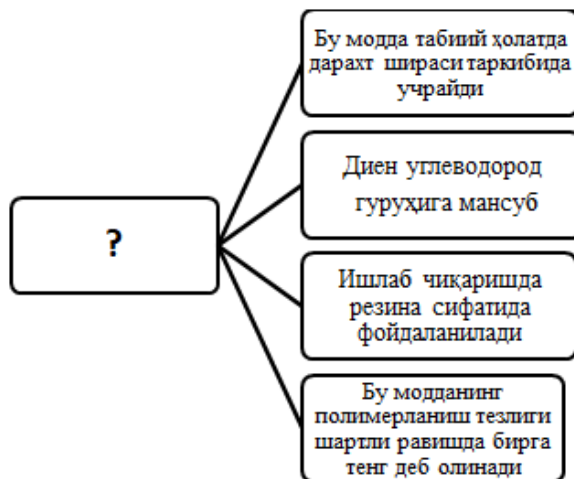 ?
Бу модда табиий ҳолатда
дарахт шираси таркибида
учрайди
Диен углеводород
гуруҳига мансуб
Ишлаб чиқаришда
резина сифатида
фойдаланилади
Бу модданинг
полимерланиш тезлиги
шартли равишда бирга
тенг деб олинади